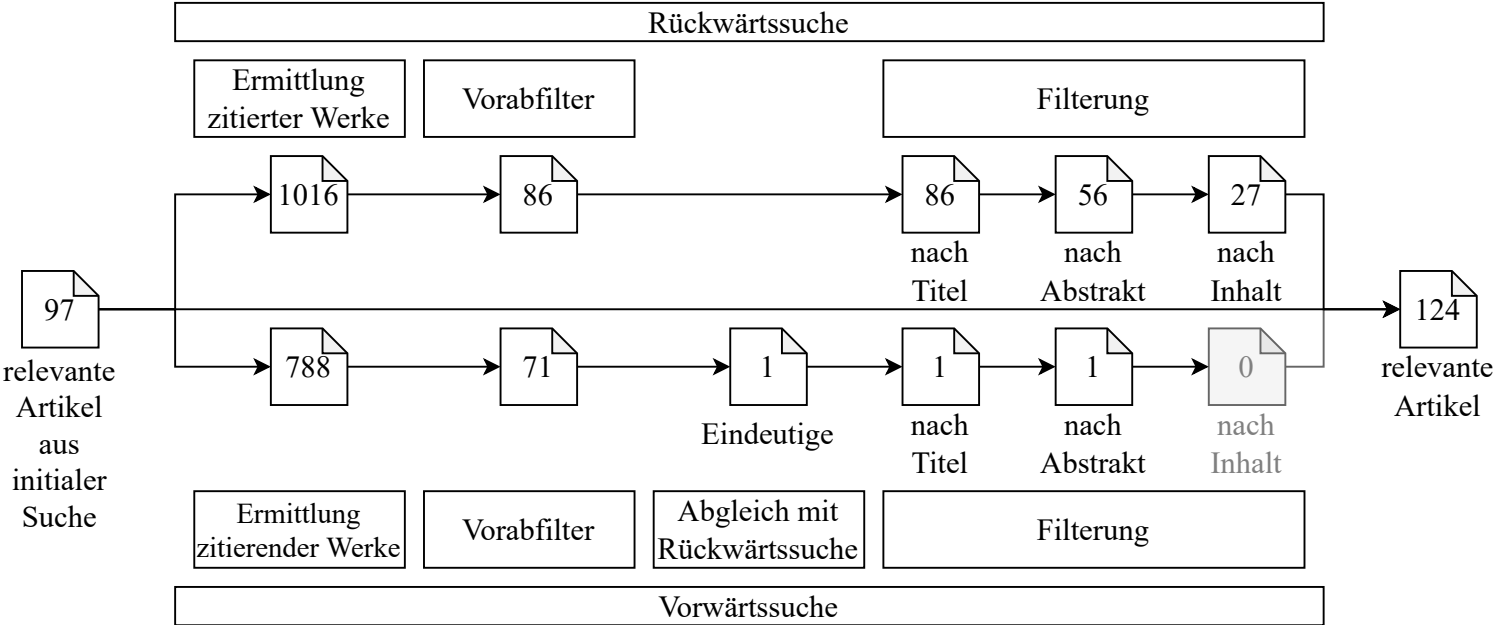 Rückwärtssuche
Ermittlung
zitierter Werke
Vorabfilter
Filterung
1016
86
86
56
27
nach
Titel
nach
Abstrakt
nach
Inhalt
97
relevante
Artikel
aus
initialer
Suche
124
relevante
Artikel
788
71
1
1
1
0
Eindeutige
nach
Titel
nach
Abstrakt
nach
Inhalt
Ermittlung
zitierender Werke
Vorabfilter
Abgleich mit
Rückwärtssuche
Filterung
Vorwärtssuche